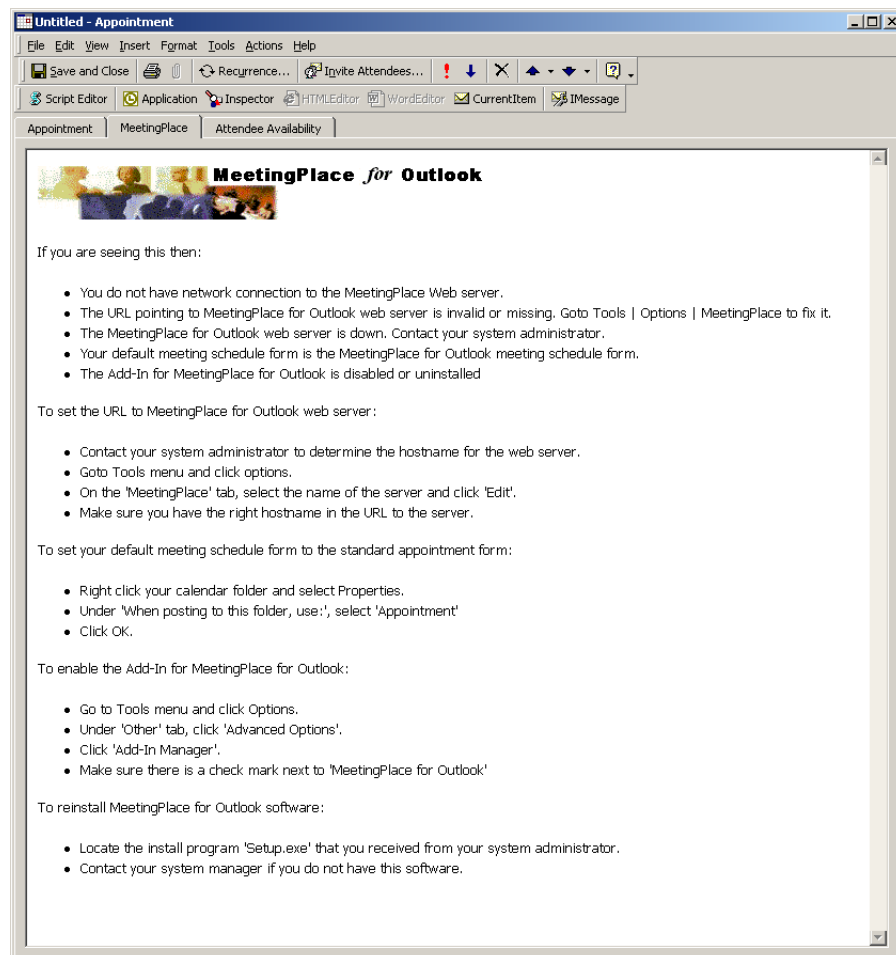 Untitled - Appointment
File Edit View Insert Format Tools Actions Help
Save and Close Recurrence... Invite Attendees...
Script Editor Application Inspector HTMLEditor WordEditor CurrentItem IMessage
Appointment MeetingPlace Attendee Availability
MeetingPlace for Outlook
If you are seeing this then:
• You do not have network connection to the MeetingPlace Web server.
• The URL pointing to MeetingPlace for Outlook web server is invalid or missing. Goto Tools | Options | MeetingPlace to fix it.
• The MeetingPlace for Outlook web server is down. Contact your system administrator.
• Your default meeting schedule form is the MeetingPlace for Outlook meeting schedule form.
• The Add-In for MeetingPlace for Outlook is disabled or uninstalled
To set the URL to MeetingPlace for Outlook web server:
• Contact your system administrator to determine the hostname for the web server.
• Goto Tools menu and click options.
• On the 'MeetingPlace' tab, select the name of the server and click 'Edit'.
• Make sure you have the right hostname in the URL to the server.
To set your default meeting schedule form to the standard appointment form:
• Right click your calendar folder and select Properties.
• Under 'When posting to this folder, use:', select 'Appointment'
• Click OK.
To enable the Add-In for MeetingPlace for Outlook:
• Go to Tools menu and click Options.
• Under 'Other' tab, click 'Advanced Options'.
• Click 'Add-In Manager'.
• Make sure there is a check mark next to 'MeetingPlace for Outlook'
To reinstall MeetingPlace for Outlook software:
• Locate the install program 'Setup.exe' that you received from your system administrator.
• Contact your system manager if you do not have this software.